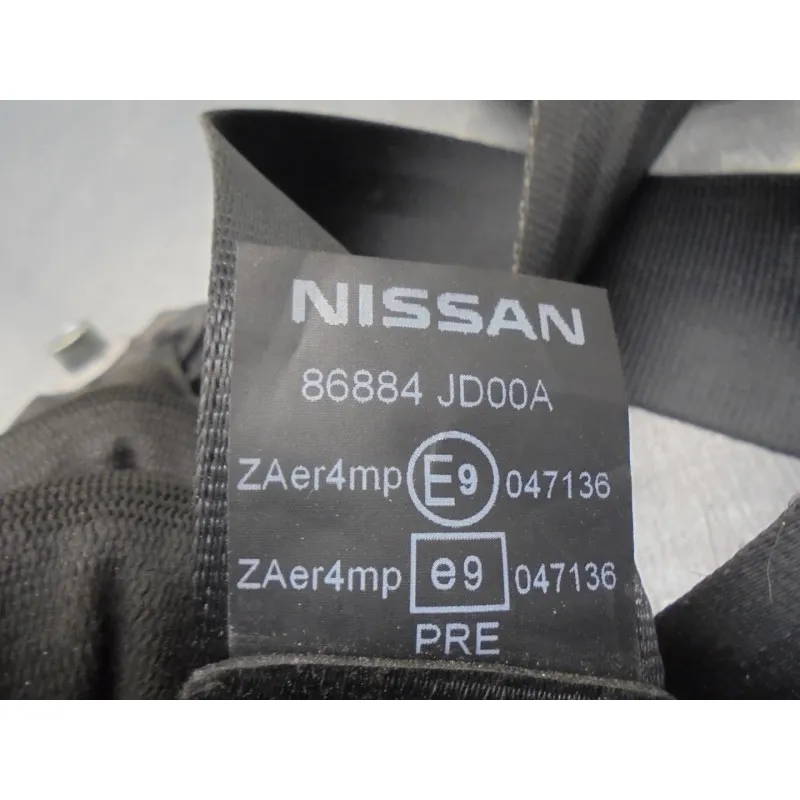 NISSAN
86884 JD00A
ZAer4mp E9 047136
ZAer4mp e9 047136
PRE